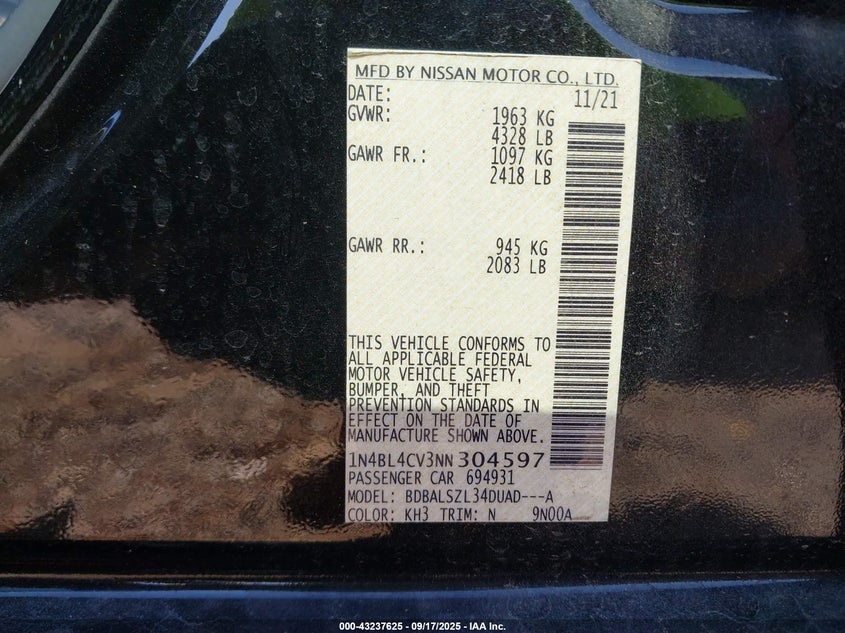 MFD BY NISSAN MOTOR CO., LTD.
DATE: 11/21
GVWR: 1963 KG
4328 LB
GAWR FR.: 1097 KG
2418 LB
GAWR RR.: 945 KG
2083 LB
THIS VEHICLE CONFORMS TO
ALL APPLICABLE FEDERAL
MOTOR VEHICLE SAFETY,
BUMPER, AND THEFT
PREVENTION STANDARDS IN
EFFECT ON THE DATE OF
MANUFACTURE SHOWN ABOVE.
1N4BL4CV3NN304597
PASSENGER CAR 694931
MODEL: BDBALSZL34DUAD---A
COLOR: KH3 TRIM: N 9N00A
000-43237625 - 09/17/2025 - IAA Inc.